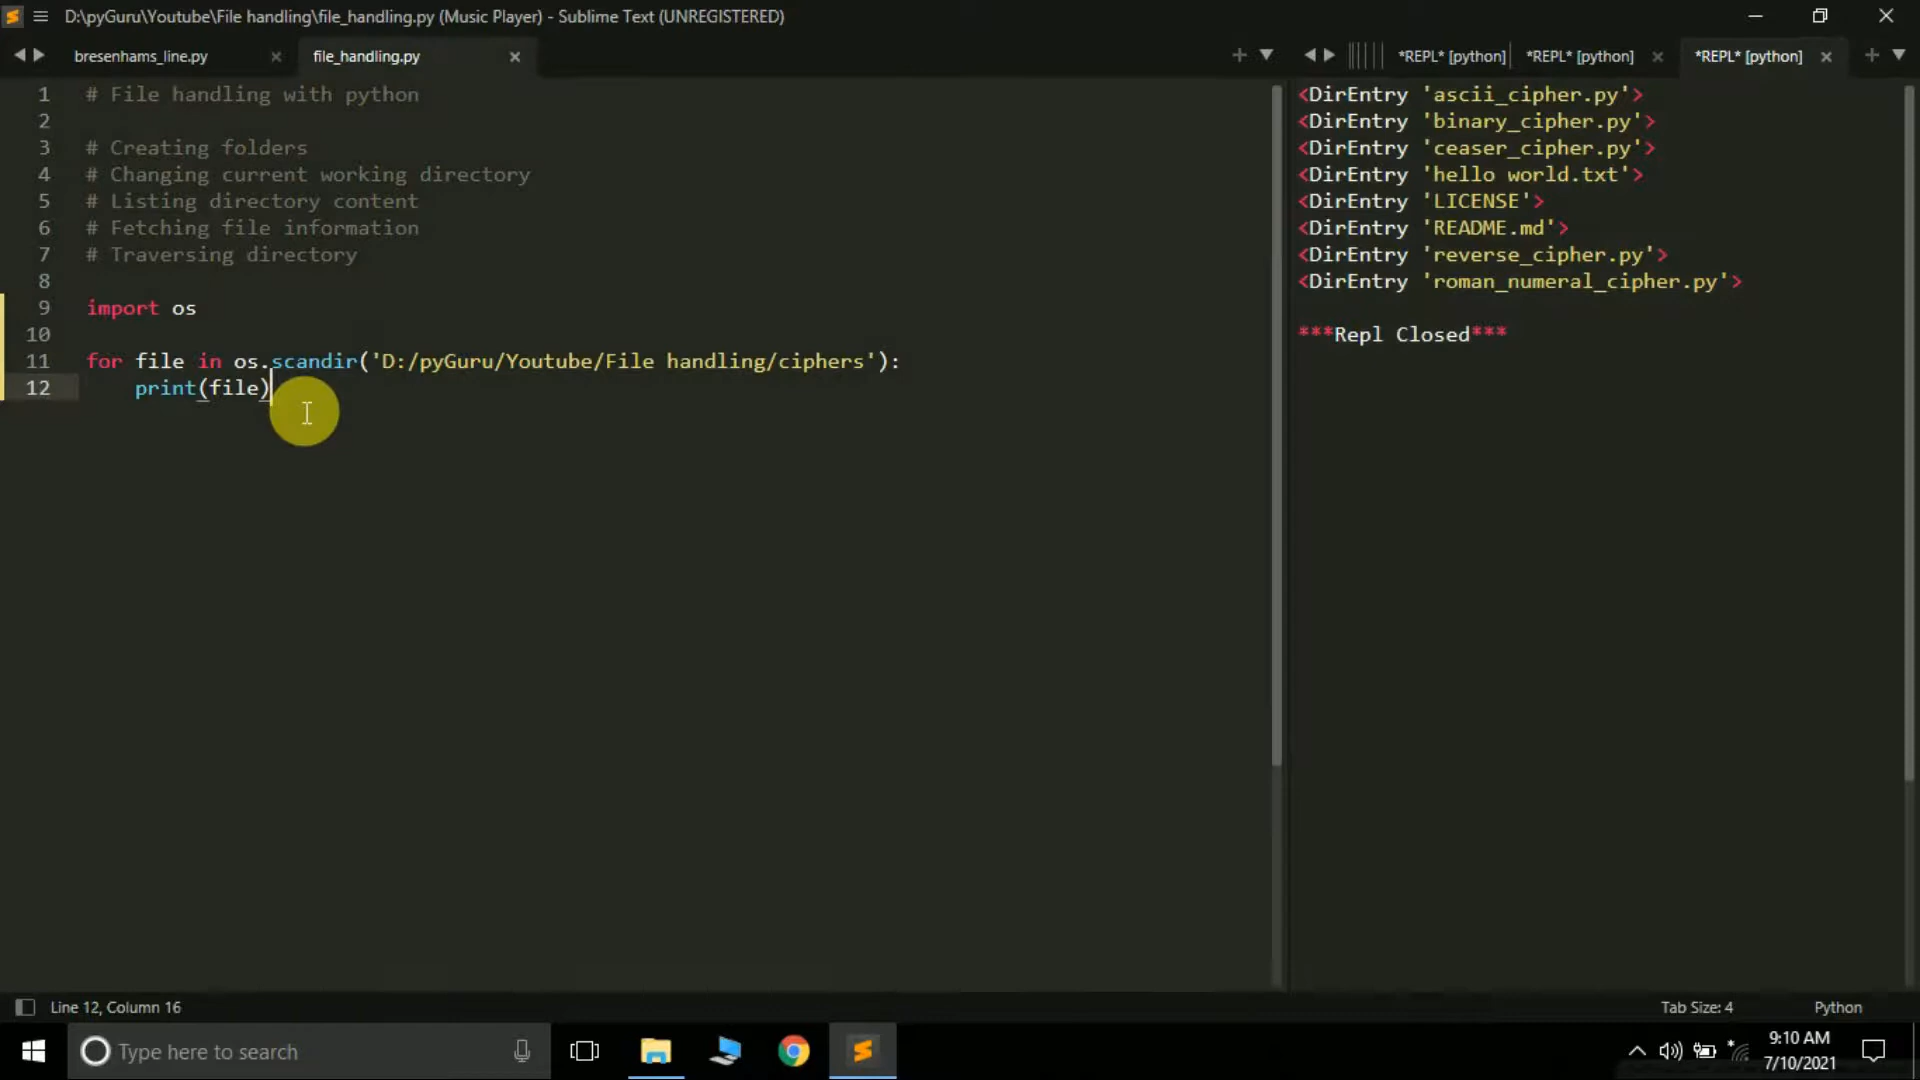 D:\pyGuru\Youtube\File handling\file_handling.py (Music Player) - Sublime Text (UNREGISTERED)
bresenhams_line.py
file_handling.py
*REPL* [python]
*REPL* [python]
*REPL* [python]
1 # File handling with python
2
3 # Creating folders
4 # Changing current working directory
5 # Listing directory content
6 # Fetching file information
7 # Traversing directory
8
9 import os
10
11 for file in os.scandir('D:/pyGuru/Youtube/File handling/ciphers'):
12 print(file)
<DirEntry 'ascii_cipher.py'>
<DirEntry 'binary_cipher.py'>
<DirEntry 'ceaser_cipher.py'>
<DirEntry 'hello world.txt'>
<DirEntry 'LICENSE'>
<DirEntry 'README.md'>
<DirEntry 'reverse_cipher.py'>
<DirEntry 'roman_numeral_cipher.py'>
***Repl Closed***
Line 12, Column 16
Tab Size: 4
Python
Type here to search
9:10 AM
7/10/2021